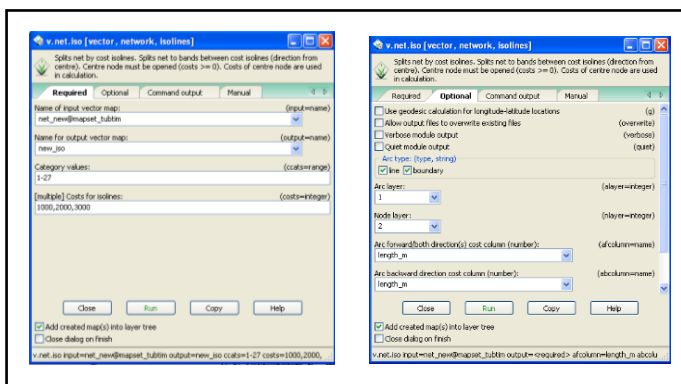 v.net.iso [vector, network, isolines]
Splits net by cost isolines. Splits net to bands between cost isolines (direction from
centre). Centre node must be opened (costs >= 0). Costs of centre node are used
in calculation.
Required Optional Command output Manual
Name of input vector map: (input=name)
net_new@mapset_tubtim
Name for output vector map: (output=name)
new_iso
Category values: (ccats=range)
1-27
[multiple] Costs for isolines: (costs=integer)
1000,2000,3000
Close Run Copy Help
Add created map(s) into layer tree
Close dialog on finish
v.net.iso input=net_new@mapset_tubtim output=new_iso ccats=1-27 costs=1000,2000,
v.net.iso [vector, network, isolines]
Splits net by cost isolines. Splits net to bands between cost isolines (direction from
centre). Centre node must be opened (costs >= 0). Costs of centre node are used
in calculation.
Required Optional Command output Manual
Use geodesic calculation for longitude-latitude locations (g)
Allow output files to overwrite existing files (overwrite)
Verbose module output (verbose)
Quiet module output (quiet)
Arc type: (type, string)
line boundary
Arc layer: (alayer=integer)
1
Node layer: (nlayer=integer)
2
Arc forward/both direction(s) cost column (number): (afcolumn=name)
length_m
Arc backward direction cost column (number): (abcolumn=name)
length_m
Close Run Copy Help
Add created map(s) into layer tree
Close dialog on finish
v.net.iso input=net_new@mapset_tubtim output=<required> afcolumn=length_m abcolu